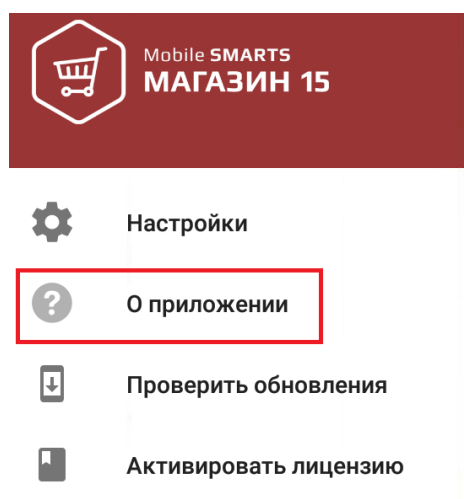 Mobile SMARTS
МАГАЗИН 15
Настройки
О приложении
Проверить обновления
Активировать лицензию